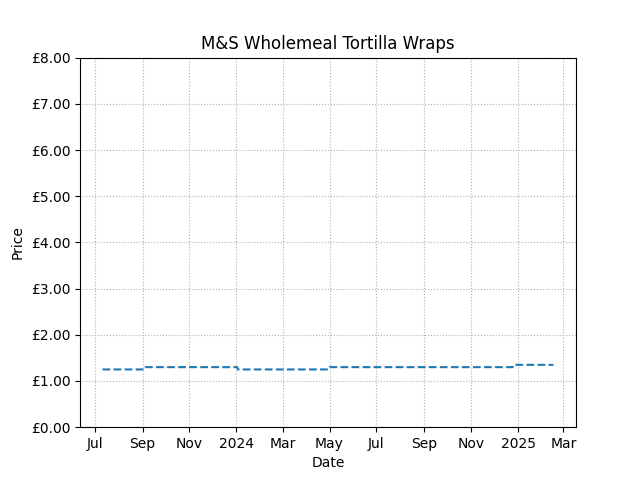 M&S Wholemeal Tortilla Wraps
£8.00
£7.00
£6.00
£5.00
£4.00
£3.00
£2.00
£1.00
£0.00
Price
Jul Sep Nov 2024 Mar May Jul Sep Nov 2025 Mar
Date